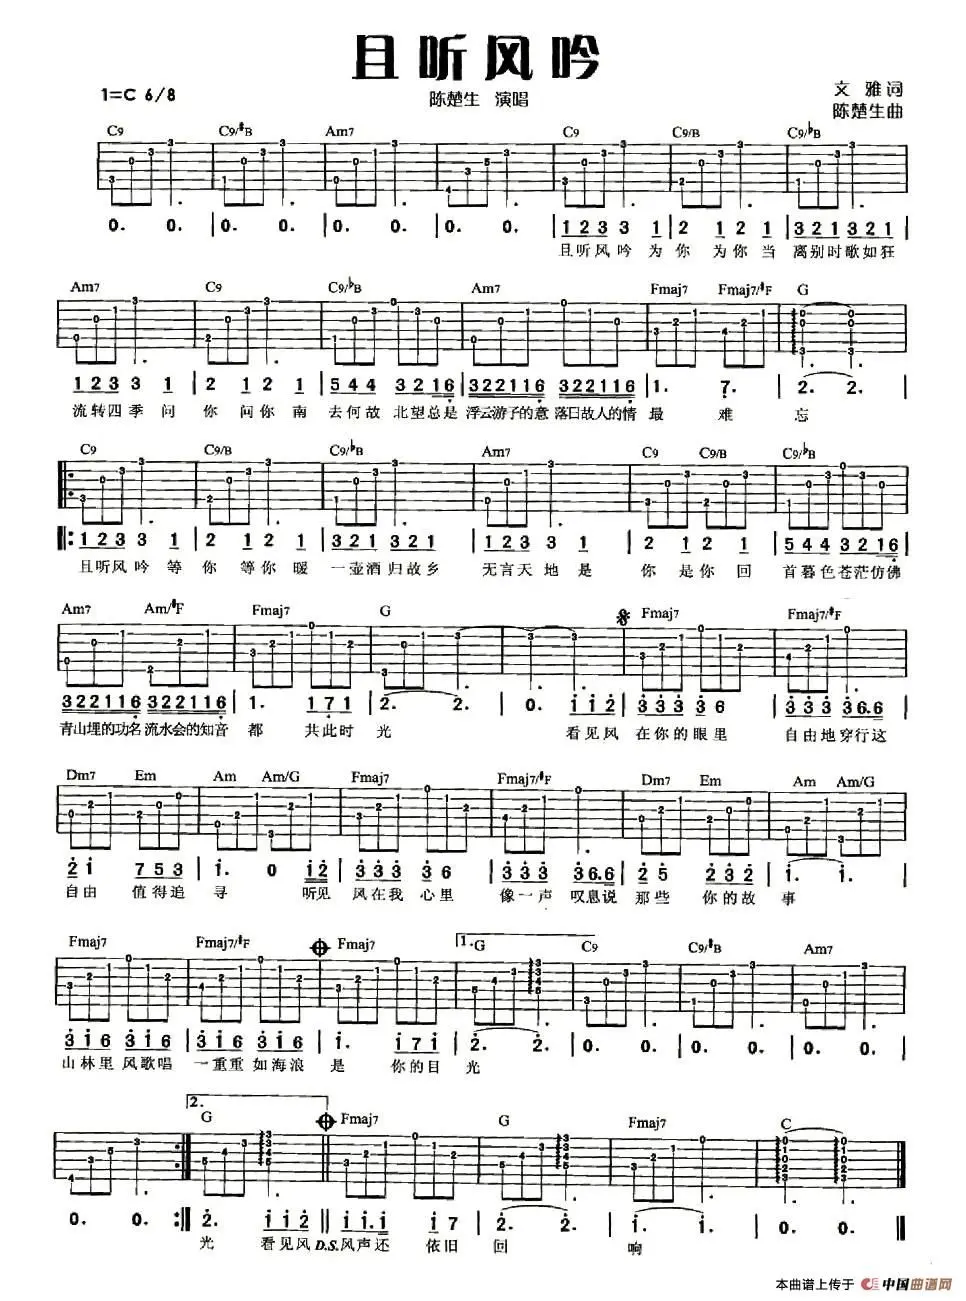 且听风吟
1=C 6/8
陈楚生 演唱
文 雅词
陈楚生曲
C9 C9/#B Am7 C9 C9/B C9/bB
0. 0. | 0. 0. | 0. 0. | 0. 0. | 1 2 3 3 1 | 2 1 2 1 | 3 2 1 3 2 1 |
且听风吟 为 你 为你 当 离别时歌如狂
Am7 C9 C9/bB Am7 Fmaj7 Fmaj7/#F G
1 2 3 3 1 | 2 1 2 1 | 5 4 4 3 2 1 6 | 3 2 2 1 1 6 3 2 2 1 1 6 | 1. 7. | 2. 2. |
流转四季 问 你 问你 南 去何故 北望总是 浮云游子的意 落日故人的情 最 难 忘
C9 C9/B C9/bB Am7 C9 C9/B C9/bB
1 2 3 3 1 | 2 1 2 1 | 3 2 1 3 2 1 | 1 2 3 3 1 | 2 1 2 1 | 5 4 4 3 2 1 6 |
且听风吟 等 你 等你 暖 一壶酒归故乡 无言天地 是 你 是你 回 首暮色苍茫仿佛
Am7 Am/#F Fmaj7 G Fmaj7 Fmaj7/#F
3 2 2 1 1 6 3 2 2 1 1 6 | 1. 1 7 1 | 2. 2. | 0. 1 1 2 | 3 3 3 3 6 | 3 3 3 3 6. 6 |
青山埋的功名 流水会的知音 都 共此时 光 看见风 在你的眼里 自由地穿行这
Dm7 Em Am Am/G Fmaj7 Fmaj7/#F Dm7 Em Am Am/G
2 1 7 5 3 | 1. 0 1 2 | 3 3 3 3 6 | 3 3 3 3 6. 6 | 2 5 2 3 2 | 1. 1. |
自由 值得追 寻 听见 风在我 心里 像一声 叹息说 那些 你的故 事
Fmaj7 Fmaj7/#F Fmaj7 1. G C9 C9/#B Am7
3 1 6 3 1 6 | 3 1 6 3 1 6 | 1. 1 7 1 | 2. 2. | 0. 0. | 0. 0. | 0. 0. |
山林里 风歌唱 一重重 如海浪 是 你的目 光
2. G Fmaj7 G Fmaj7 C
0. 0. :| 2. 1 1 2 || 1 1. 1 1 7 | 2. 2. | 1. 1. ||
光 看见风 D.S.风声还 依旧 回 响
本曲谱上传于 中国曲谱网